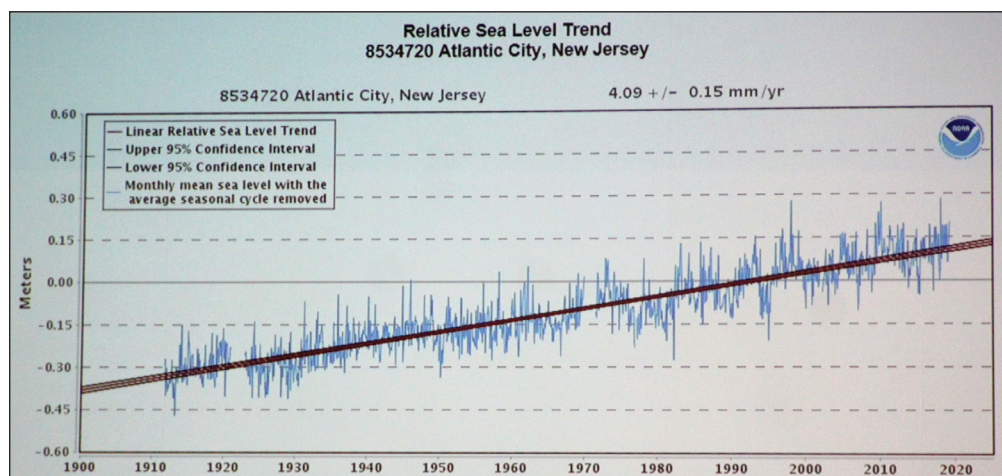 Relative Sea Level Trend
8534720 Atlantic City, New Jersey
8534720 Atlantic City, New Jersey 4.09 +/- 0.15 mm/yr
Linear Relative Sea Level Trend
Upper 95% Confidence Interval
Lower 95% Confidence Interval
Monthly mean sea level with the
average seasonal cycle removed
NOAA
Meters
0.60
0.45
0.30
0.15
0.00
-0.15
-0.30
-0.45
-0.60
1900 1910 1920 1930 1940 1950 1960 1970 1980 1990 2000 2010 2020